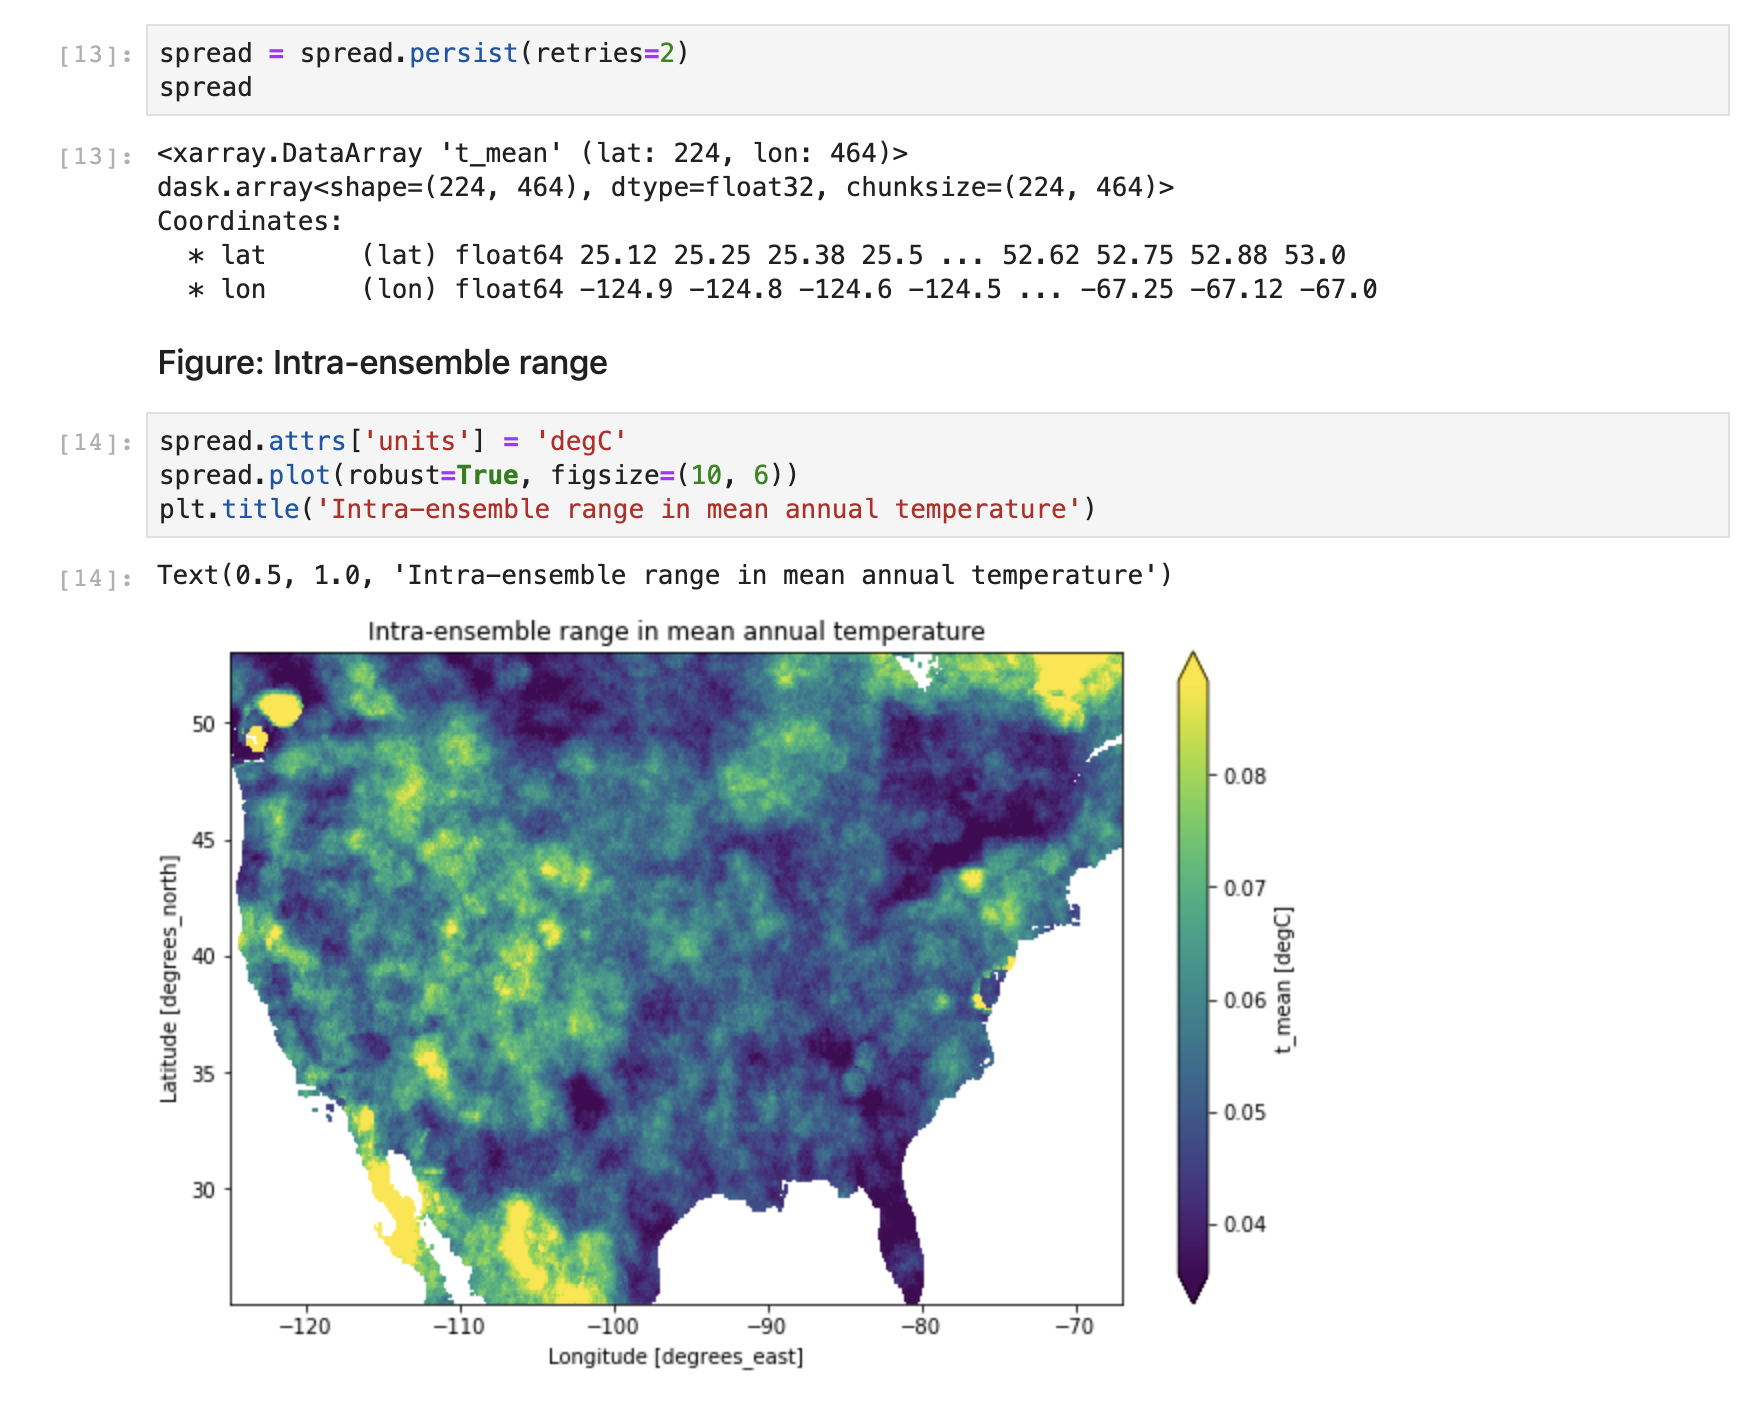 [13]: spread = spread.persist(retries=2)
spread
[13]: <xarray.DataArray 't_mean' (lat: 224, lon: 464)>
dask.array<shape=(224, 464), dtype=float32, chunksize=(224, 464)>
Coordinates:
  * lat      (lat) float64 25.12 25.25 25.38 25.5 ... 52.62 52.75 52.88 53.0
  * lon      (lon) float64 −124.9 −124.8 −124.6 −124.5 ... −67.25 −67.12 −67.0
Figure: Intra-ensemble range
[14]: spread.attrs['units'] = 'degC'
spread.plot(robust=True, figsize=(10, 6))
plt.title('Intra−ensemble range in mean annual temperature')
[14]: Text(0.5, 1.0, 'Intra−ensemble range in mean annual temperature')
Intra-ensemble range in mean annual temperature
50
45
40
35
30
Latitude [degrees_north]
−120 −110 −100 −90 −80 −70
Longitude [degrees_east]
0.08
0.07
0.06
0.05
0.04
t_mean [degC]